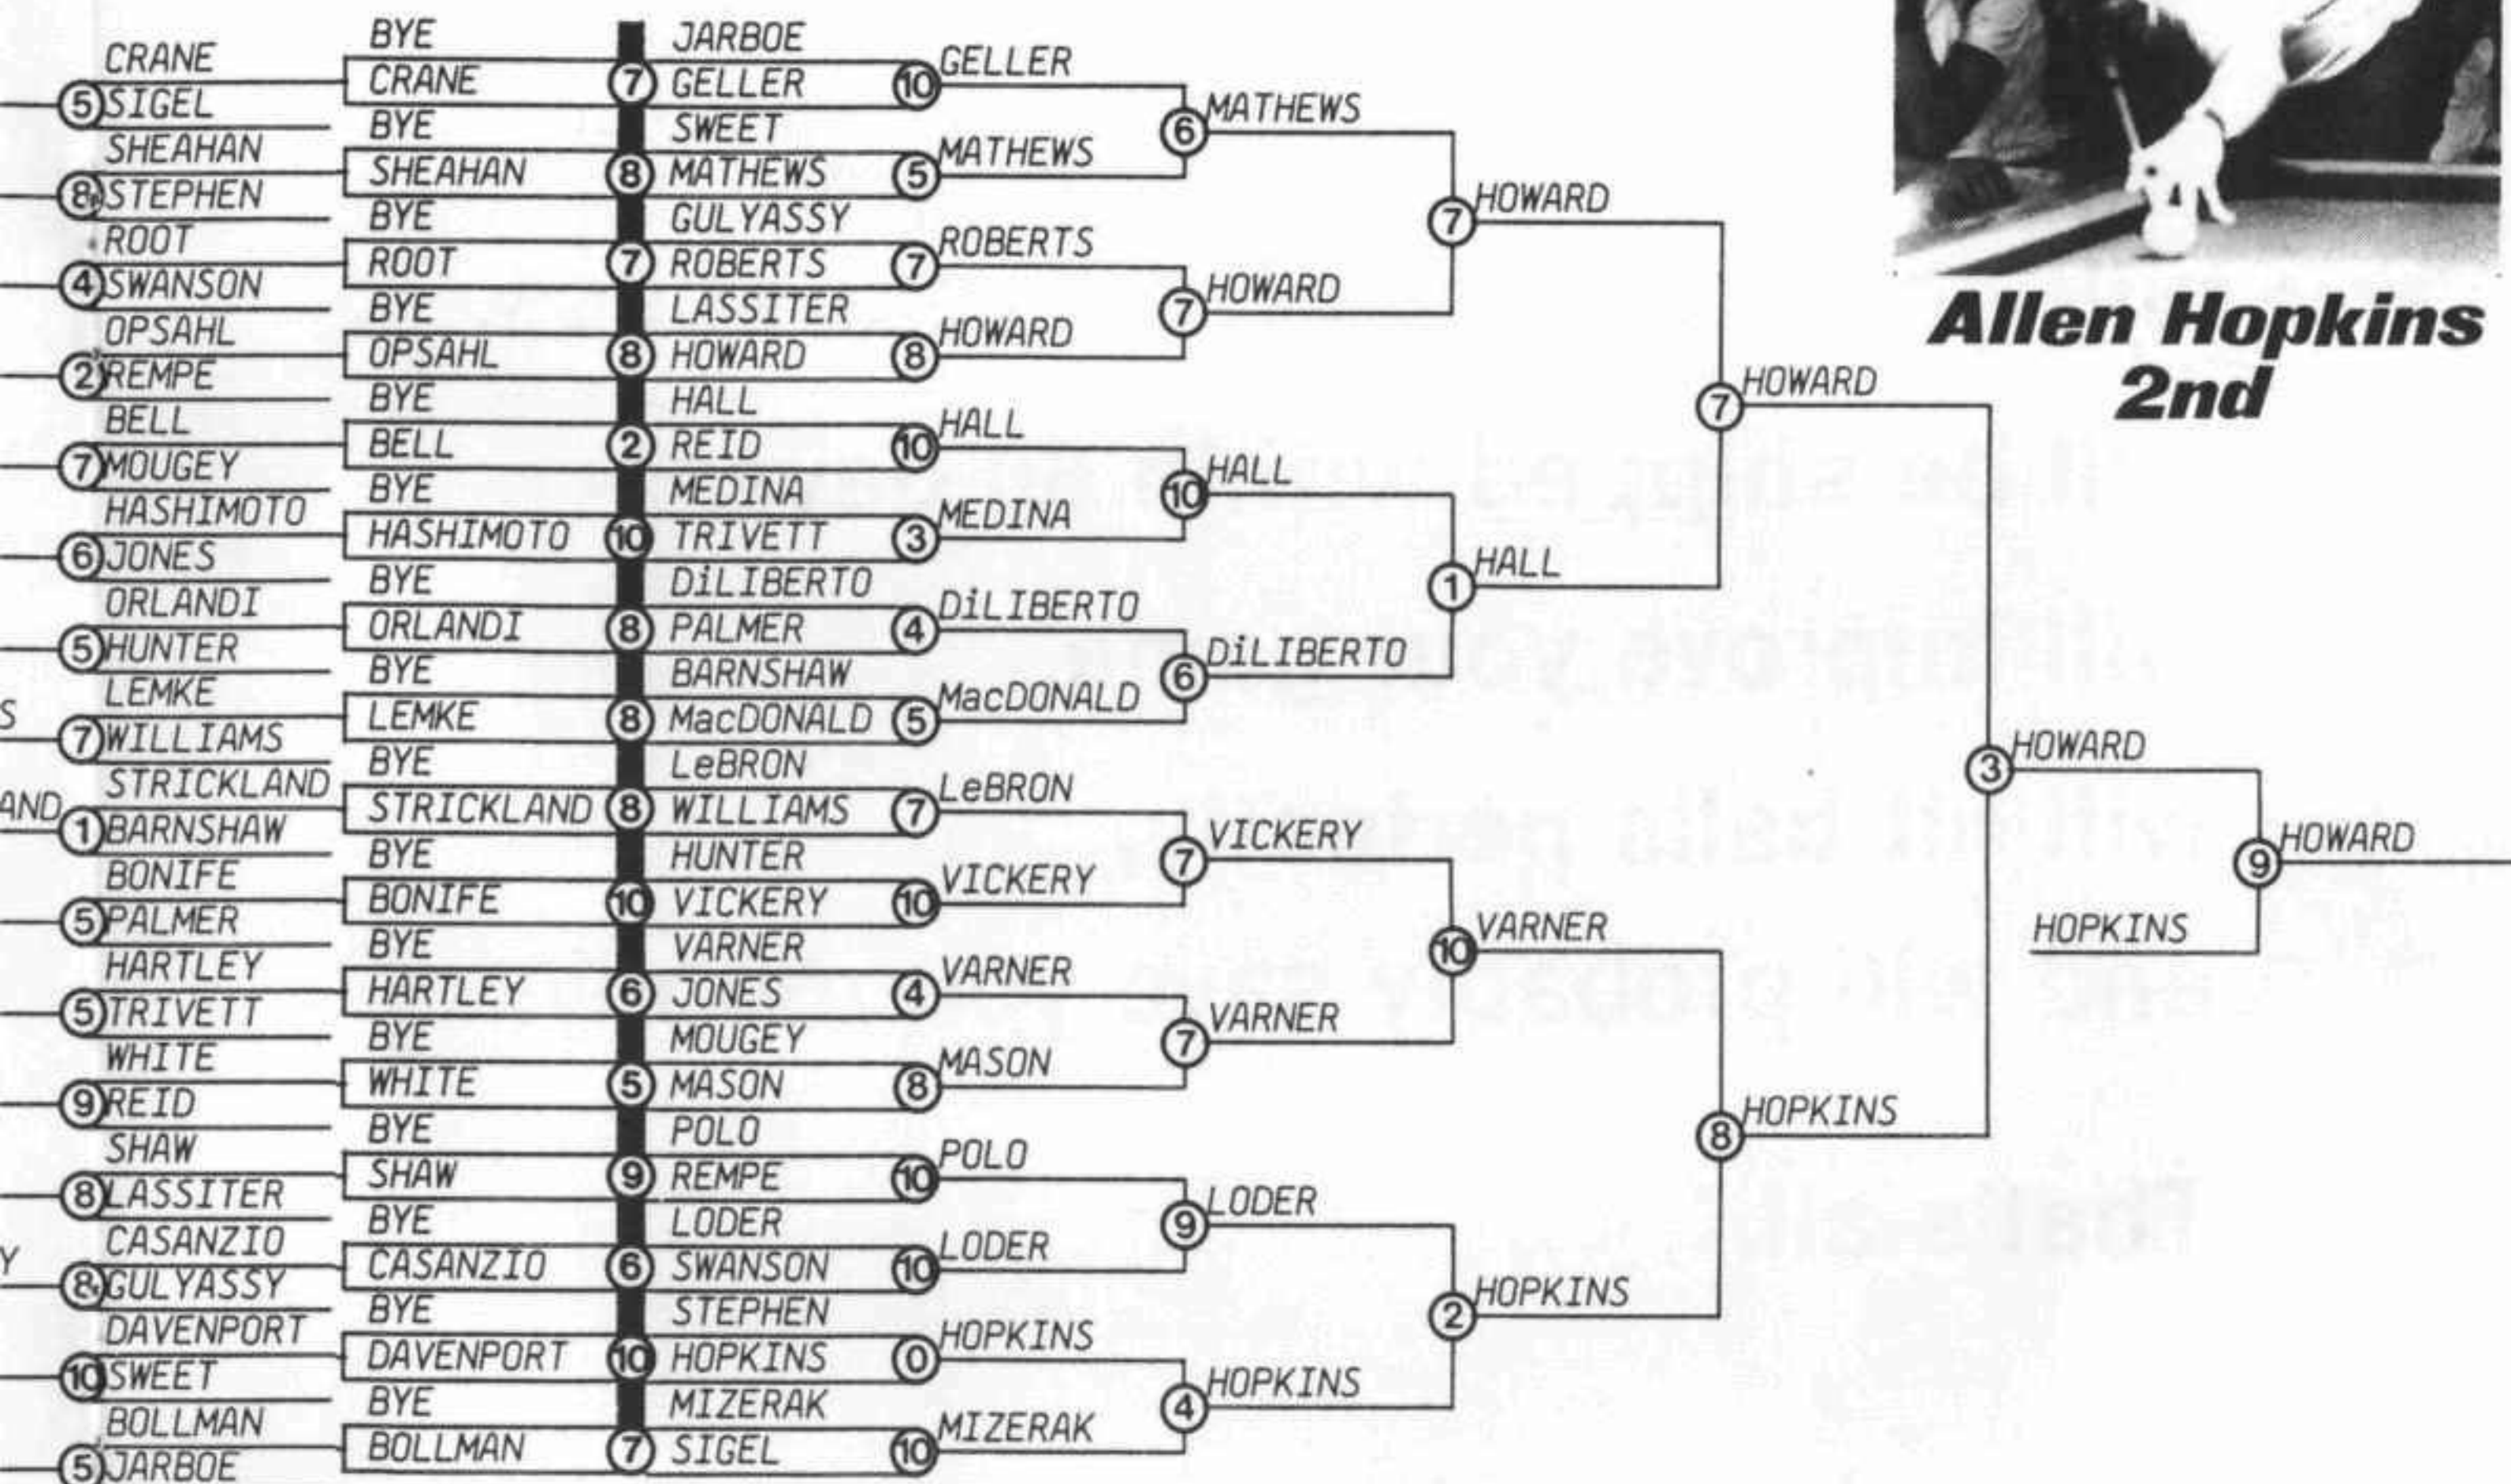 CRANE
5 SIGEL
SHEAHAN
8 STEPHEN
ROOT
4 SWANSON
OPSAHL
2 REMPE
BELL
7 MOUGEY
HASHIMOTO
6 JONES
ORLANDI
5 HUNTER
LEMKE
S
7 WILLIAMS
STRICKLAND
AND
1 BARNSHAW
BONIFE
5 PALMER
HARTLEY
5 TRIVETT
WHITE
9 REID
SHAW
8 LASSITER
CASANZIO
Y
8 GULYASSY
DAVENPORT
10 SWEET
BOLLMAN
5 JARBOE
BYE
CRANE
BYE
SHEAHAN
BYE
ROOT
BYE
OPSAHL
BYE
BELL
BYE
HASHIMOTO
BYE
ORLANDI
BYE
LEMKE
BYE
STRICKLAND
BYE
BONIFE
BYE
HARTLEY
BYE
WHITE
BYE
SHAW
BYE
CASANZIO
BYE
DAVENPORT
BYE
BOLLMAN
JARBOE
7 GELLER
SWEET
8 MATHEWS
GULYASSY
7 ROBERTS
LASSITER
8 HOWARD
HALL
2 REID
MEDINA
10 TRIVETT
DiLIBERTO
8 PALMER
BARNSHAW
8 MacDONALD
LeBRON
8 WILLIAMS
HUNTER
10 VICKERY
VARNER
6 JONES
MOUGEY
5 MASON
POLO
9 REMPE
LODER
6 SWANSON
STEPHEN
10 HOPKINS
MIZERAK
7 SIGEL
10 GELLER
5 MATHEWS
7 ROBERTS
8 HOWARD
10 HALL
3 MEDINA
4 DiLIBERTO
5 MacDONALD
7 LeBRON
10 VICKERY
4 VARNER
8 MASON
10 POLO
10 LODER
0 HOPKINS
10 MIZERAK
6 MATHEWS
7 HOWARD
10 HALL
6 DiLIBERTO
7 VICKERY
7 VARNER
9 LODER
4 HOPKINS
7 HOWARD
1 HALL
10 VARNER
2 HOPKINS
7 HOWARD
8 HOPKINS
3 HOWARD
HOPKINS
9 HOWARD
Allen Hopkins
2nd